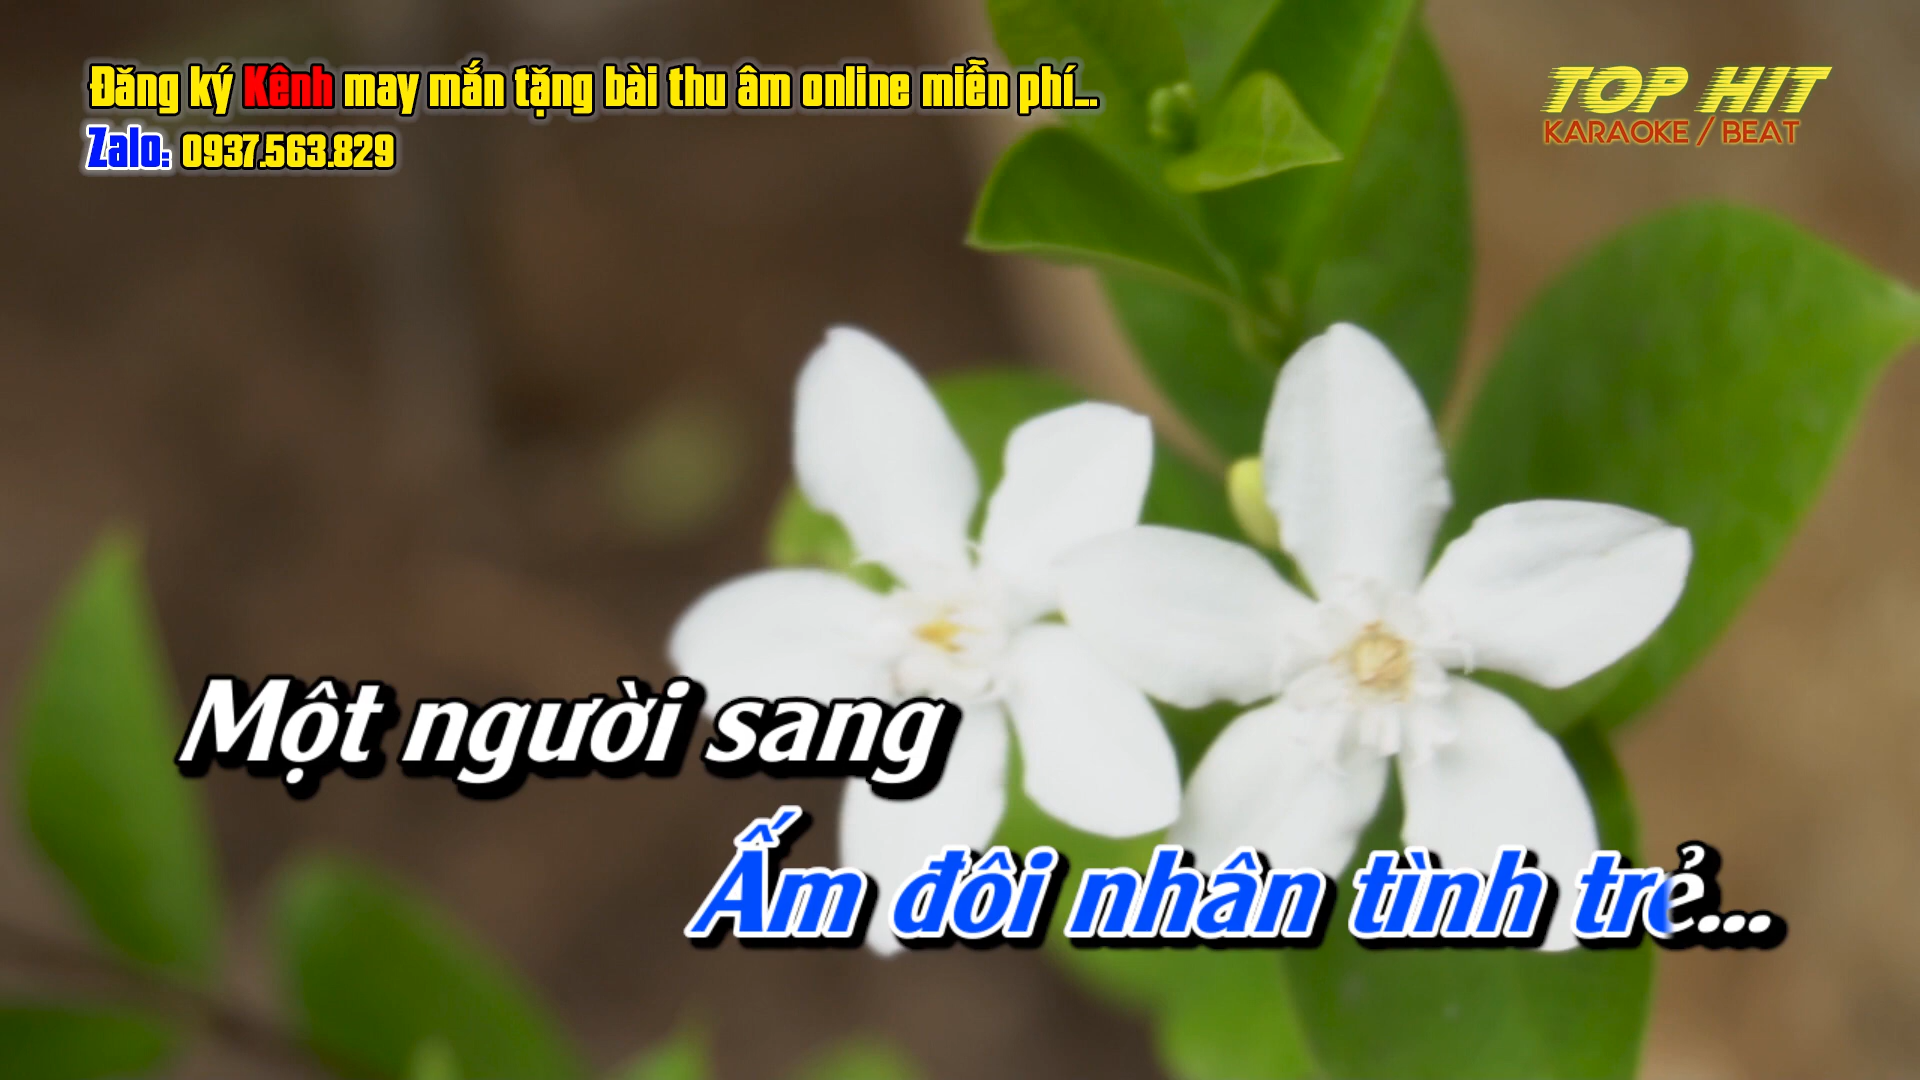 Đăng ký Kênh may mắn tặng bài thu âm online miễn phí...
Zalo: 0937.563.829
TOP HIT
KARAOKE / BEAT
Một người sang
Ấm đôi nhân tình trẻ...